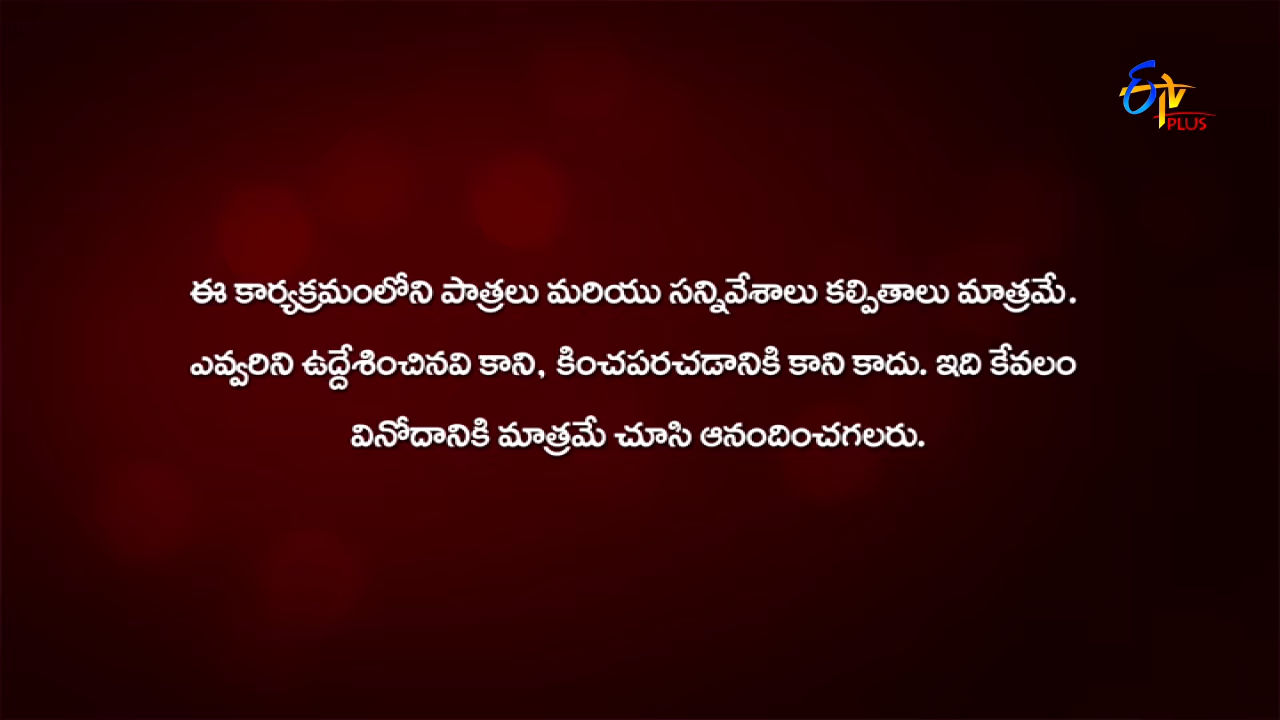 ETV
PLUS
ఈ కార్యక్రమంలోని పాత్రలు మరియు సన్నివేశాలు కల్పితాలు మాత్రమే.
ఎవ్వరిని ఉద్దేశించినవి కాని, కించపరచడానికి కాని కాదు. ఇది కేవలం
వినోదానికి మాత్రమే చూసి ఆనందించగలరు.